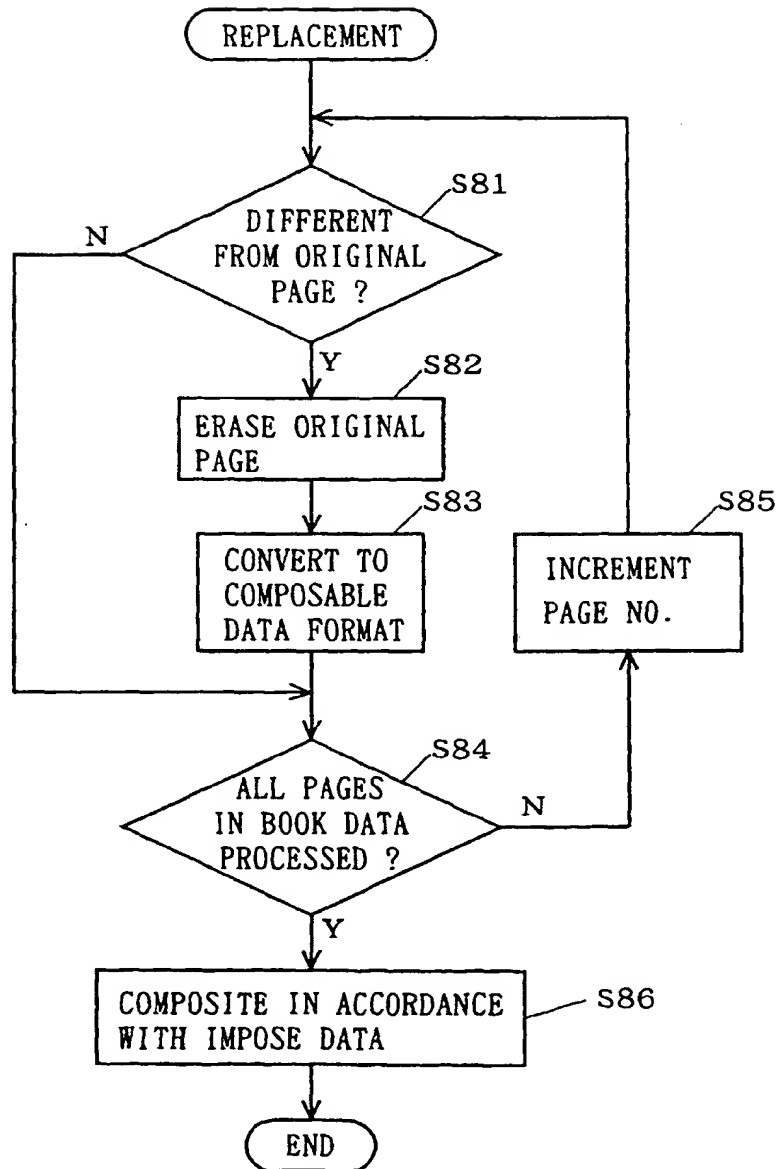 REPLACEMENT
S81
DIFFERENT
FROM ORIGINAL
PAGE ?
N
Y
S82
ERASE ORIGINAL
PAGE
S83
CONVERT TO
COMPOSABLE
DATA FORMAT
S85
INCREMENT
PAGE NO.
S84
ALL PAGES
IN BOOK DATA
PROCESSED ?
N
Y
COMPOSITE IN ACCORDANCE
WITH IMPOSE DATA
S86
END